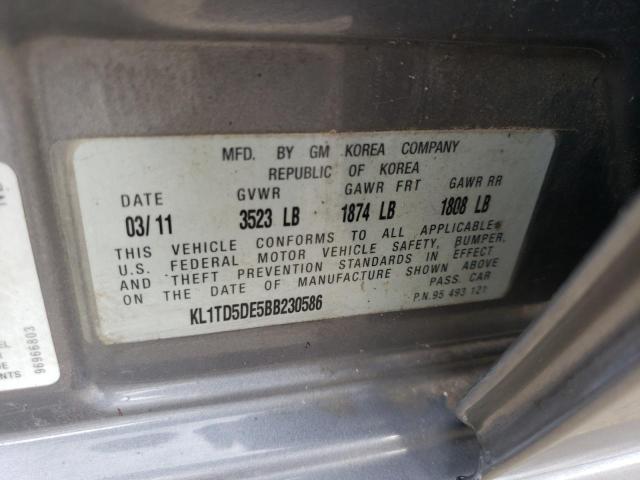 MFD. BY GM KOREA COMPANY
REPUBLIC OF KOREA
DATE GVWR GAWR FRT GAWR RR
03/11 3523 LB 1874 LB 1808 LB
THIS VEHICLE CONFORMS TO ALL APPLICABLE
U.S. FEDERAL MOTOR VEHICLE SAFETY, BUMPER,
AND THEFT PREVENTION STANDARDS IN EFFECT
ON THE DATE OF MANUFACTURE SHOWN ABOVE
PASS. CAR
KL1TD5DE5BB230586
P.N.95 493 121
96966803